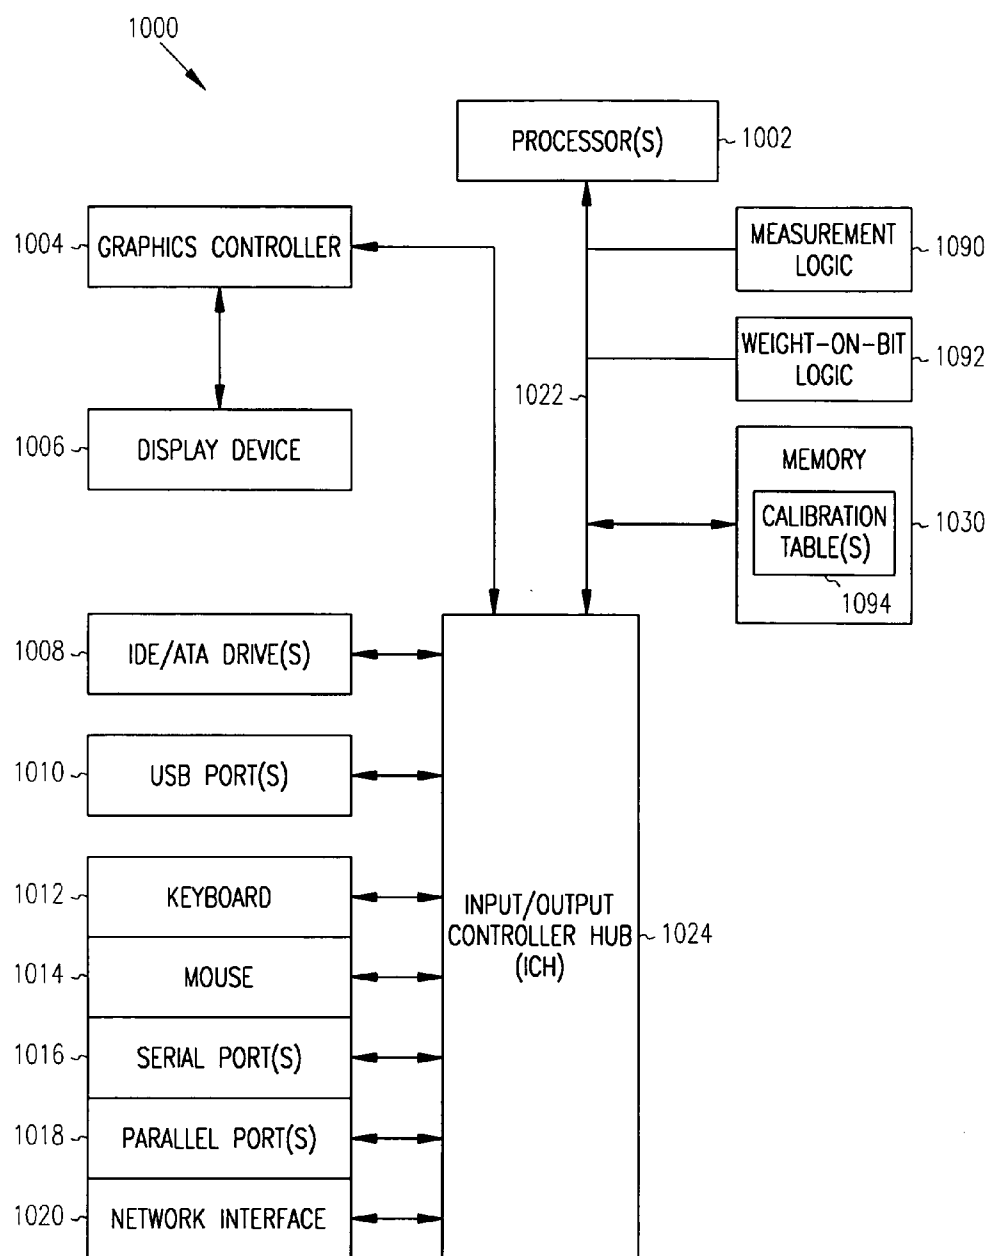 1000
PROCESSOR(S)
1002
1004
GRAPHICS CONTROLLER
MEASUREMENT
LOGIC
1090
WEIGHT-ON-BIT
LOGIC
1092
1022
1006
DISPLAY DEVICE
MEMORY
CALIBRATION
TABLE(S)
1030
1094
1008
IDE/ATA DRIVE(S)
1010
USB PORT(S)
1012
KEYBOARD
INPUT/OUTPUT
CONTROLLER HUB
(ICH)
1024
1014
MOUSE
1016
SERIAL PORT(S)
1018
PARALLEL PORT(S)
1020
NETWORK INTERFACE